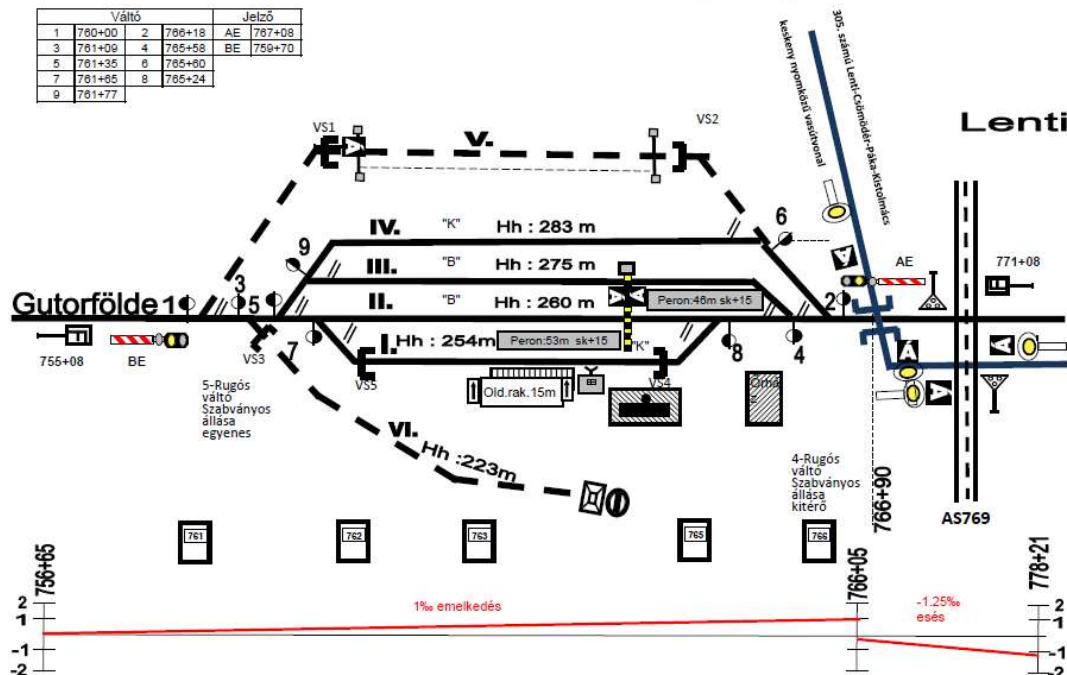 Váltó Jelző
1 760+00 2 766+18 AE 767+08
3 761+09 4 765+58 BE 759+70
5 761+35 6 765+60
7 761+65 8 765+24
9 761+77
305. számú Lenti-Csömödér-Páka-Kistolmács
keskeny nyomközű vasútvonal
Lenti
VS1
V.
VS2
A
IV. "K" Hh : 283 m
6
9
III. "B" Hh : 275 m
A
AE
771+08
3
5
II. "B" Hh : 260 m
A A
Peron:46m sk+15
2
Gutorfölde 1
755+08
BE
VS3
7
I. Hh : 254m
Peron:53m sk+15
"K"
8
4
A
A
A
VS5
VS4
Old.rak.15m
5-Rugós
váltó
Szabványos
állása
egyenes
VI.
Hh :223m
4-Rugós
váltó
Szabványos
állása
kitérő
766+90
AS769
761
762
763
765
766
756+65
766+05
778+21
1‰ emelkedés
-1.25‰
esés
2
1
-1
-2
2
1
-1
-2
2
1
-1
-2